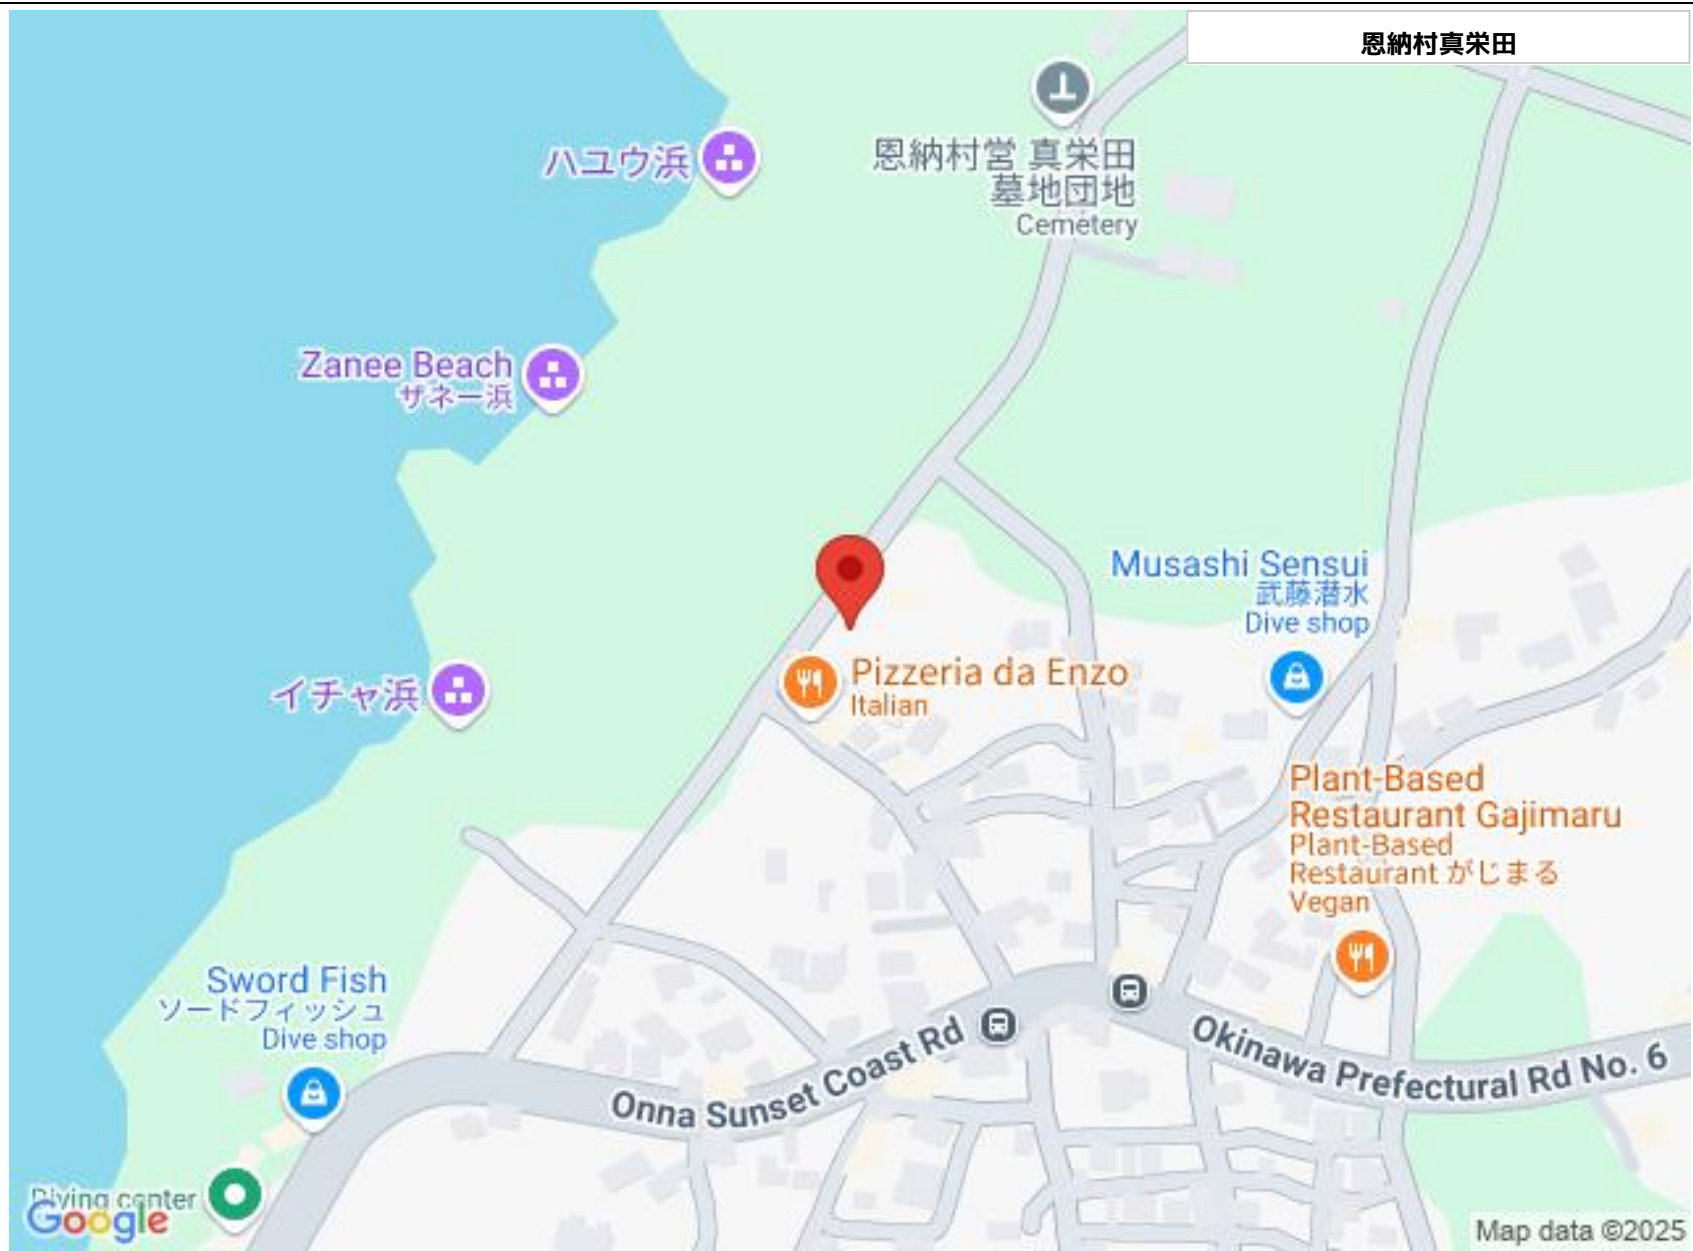 恩納村真栄田
ハユウ浜
恩納村営 真栄田
墓地団地
Cemetery
Zanee Beach
ザネー浜
Musashi Sensui
武藤潜水
Dive shop
Pizzeria da Enzo
Italian
イチャ浜
Plant-Based
Restaurant Gajimaru
Plant-Based
Restaurant がじまる
Vegan
Sword Fish
ソードフィッシュ
Dive shop
Onna Sunset Coast Rd
Okinawa Prefectural Rd No. 6
Diving center
Google
Map data ©2025